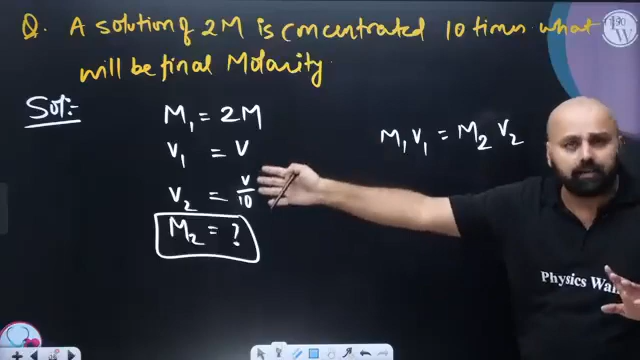 Q. A solution of 2M is concentrated 10 times what
will be final Molarity.
Sol:-
M₁ = 2M
V₁ = V
V₂ = V/10
M₂ = ?
M₁V₁ = M₂V₂
Physics Wal